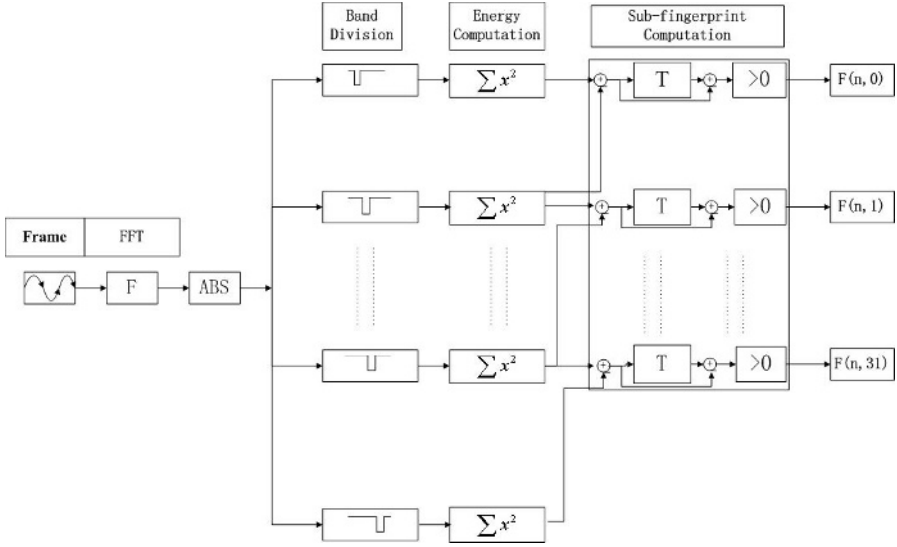 Band
Division
Energy
Computation
Sub-fingerprint
Computation
∑x²
T
>0
F(n, 0)
∑x²
T
>0
F(n, 1)
Frame
FFT
F
ABS
∑x²
T
>0
F(n, 31)
∑x²